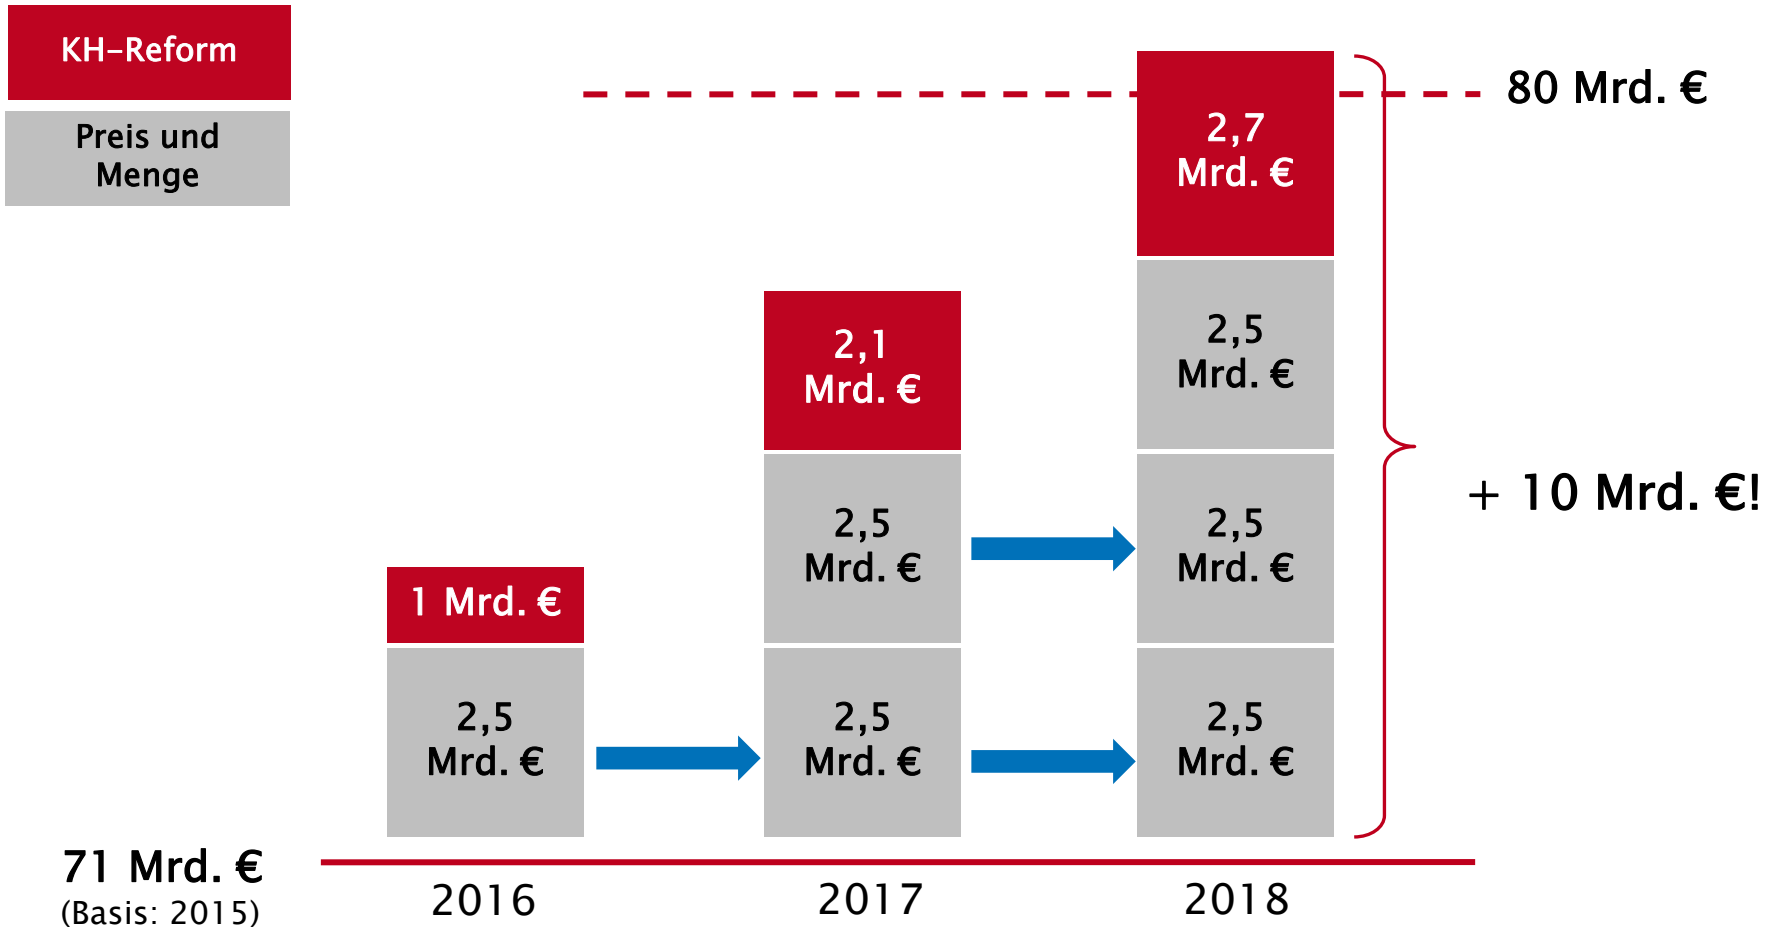 KH-Reform
Preis und
Menge
80 Mrd. €
2,7
Mrd. €
2,5
Mrd. €
2,1
Mrd. €
+ 10 Mrd. €!
2,5
Mrd. €
2,5
Mrd. €
1 Mrd. €
2,5
Mrd. €
2,5
Mrd. €
2,5
Mrd. €
71 Mrd. €
(Basis: 2015)
2016
2017
2018